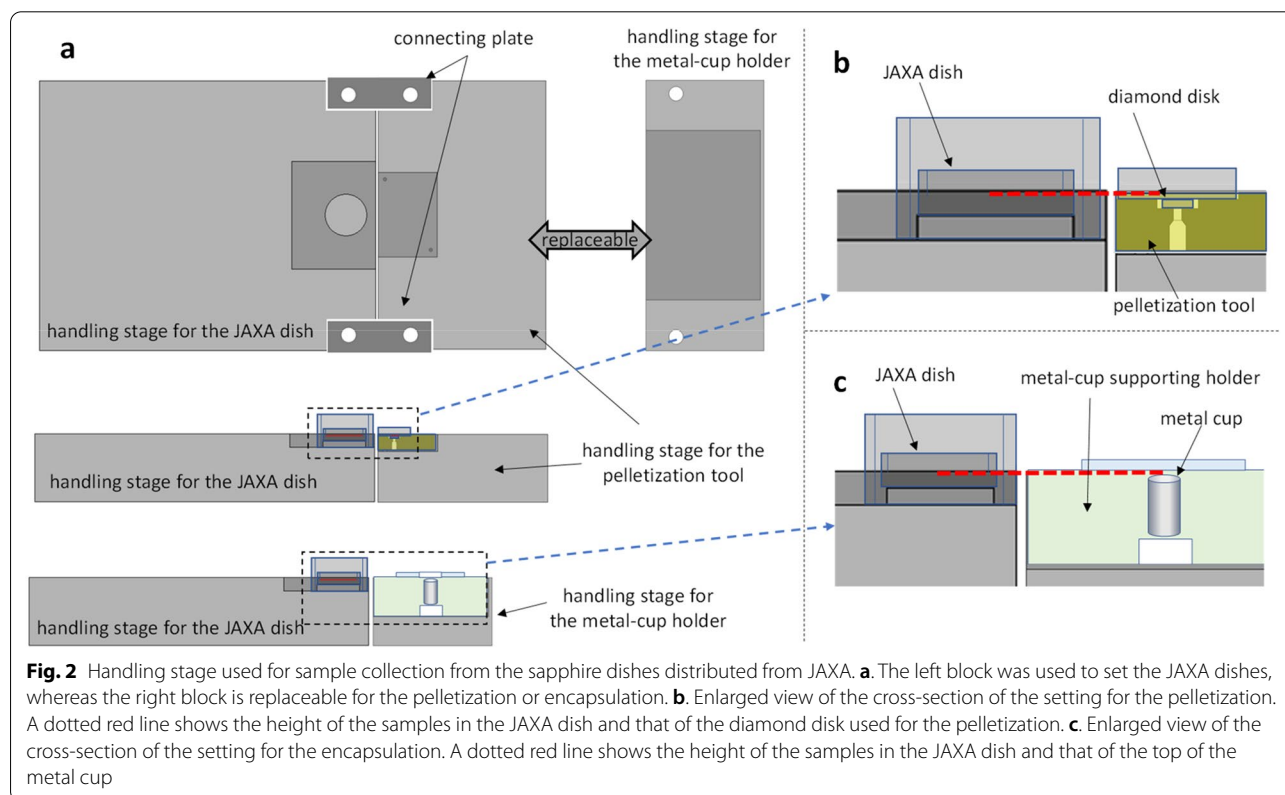 a
connecting plate
handling stage for
the metal-cup holder
replaceable
handling stage for the JAXA dish
handling stage for the JAXA dish
handling stage for the
pelletization tool
handling stage for the JAXA dish
handling stage for
the metal-cup holder
b
JAXA dish
diamond disk
pelletization tool
c
JAXA dish
metal-cup supporting holder
metal cup
Fig. 2 Handling stage used for sample collection from the sapphire dishes distributed from JAXA. a. The left block was used to set the JAXA dishes,
whereas the right block is replaceable for the pelletization or encapsulation. b. Enlarged view of the cross-section of the setting for the pelletization.
A dotted red line shows the height of the samples in the JAXA dish and that of the diamond disk used for the pelletization. c. Enlarged view of the
cross-section of the setting for the encapsulation. A dotted red line shows the height of the samples in the JAXA dish and that of the top of the
metal cup